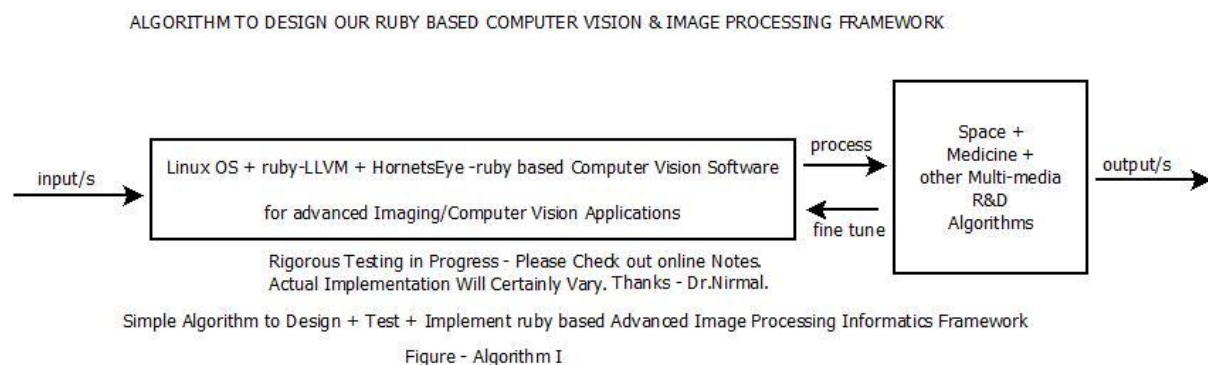 ALGORITHM TO DESIGN OUR RUBY BASED COMPUTER VISION & IMAGE PROCESSING FRAMEWORK
input/s
Linux OS + ruby-LLVM + HornetsEye -ruby based Computer Vision Software
for advanced Imaging/Computer Vision Applications
process
fine tune
Space +
Medicine +
other Multi-media
R&D
Algorithms
output/s
Rigorous Testing in Progress - Please Check out online Notes.
Actual Implementation Will Certainly Vary. Thanks - Dr.Nirmal.
Simple Algorithm to Design + Test + Implement ruby based Advanced Image Processing Informatics Framework
Figure - Algorithm I